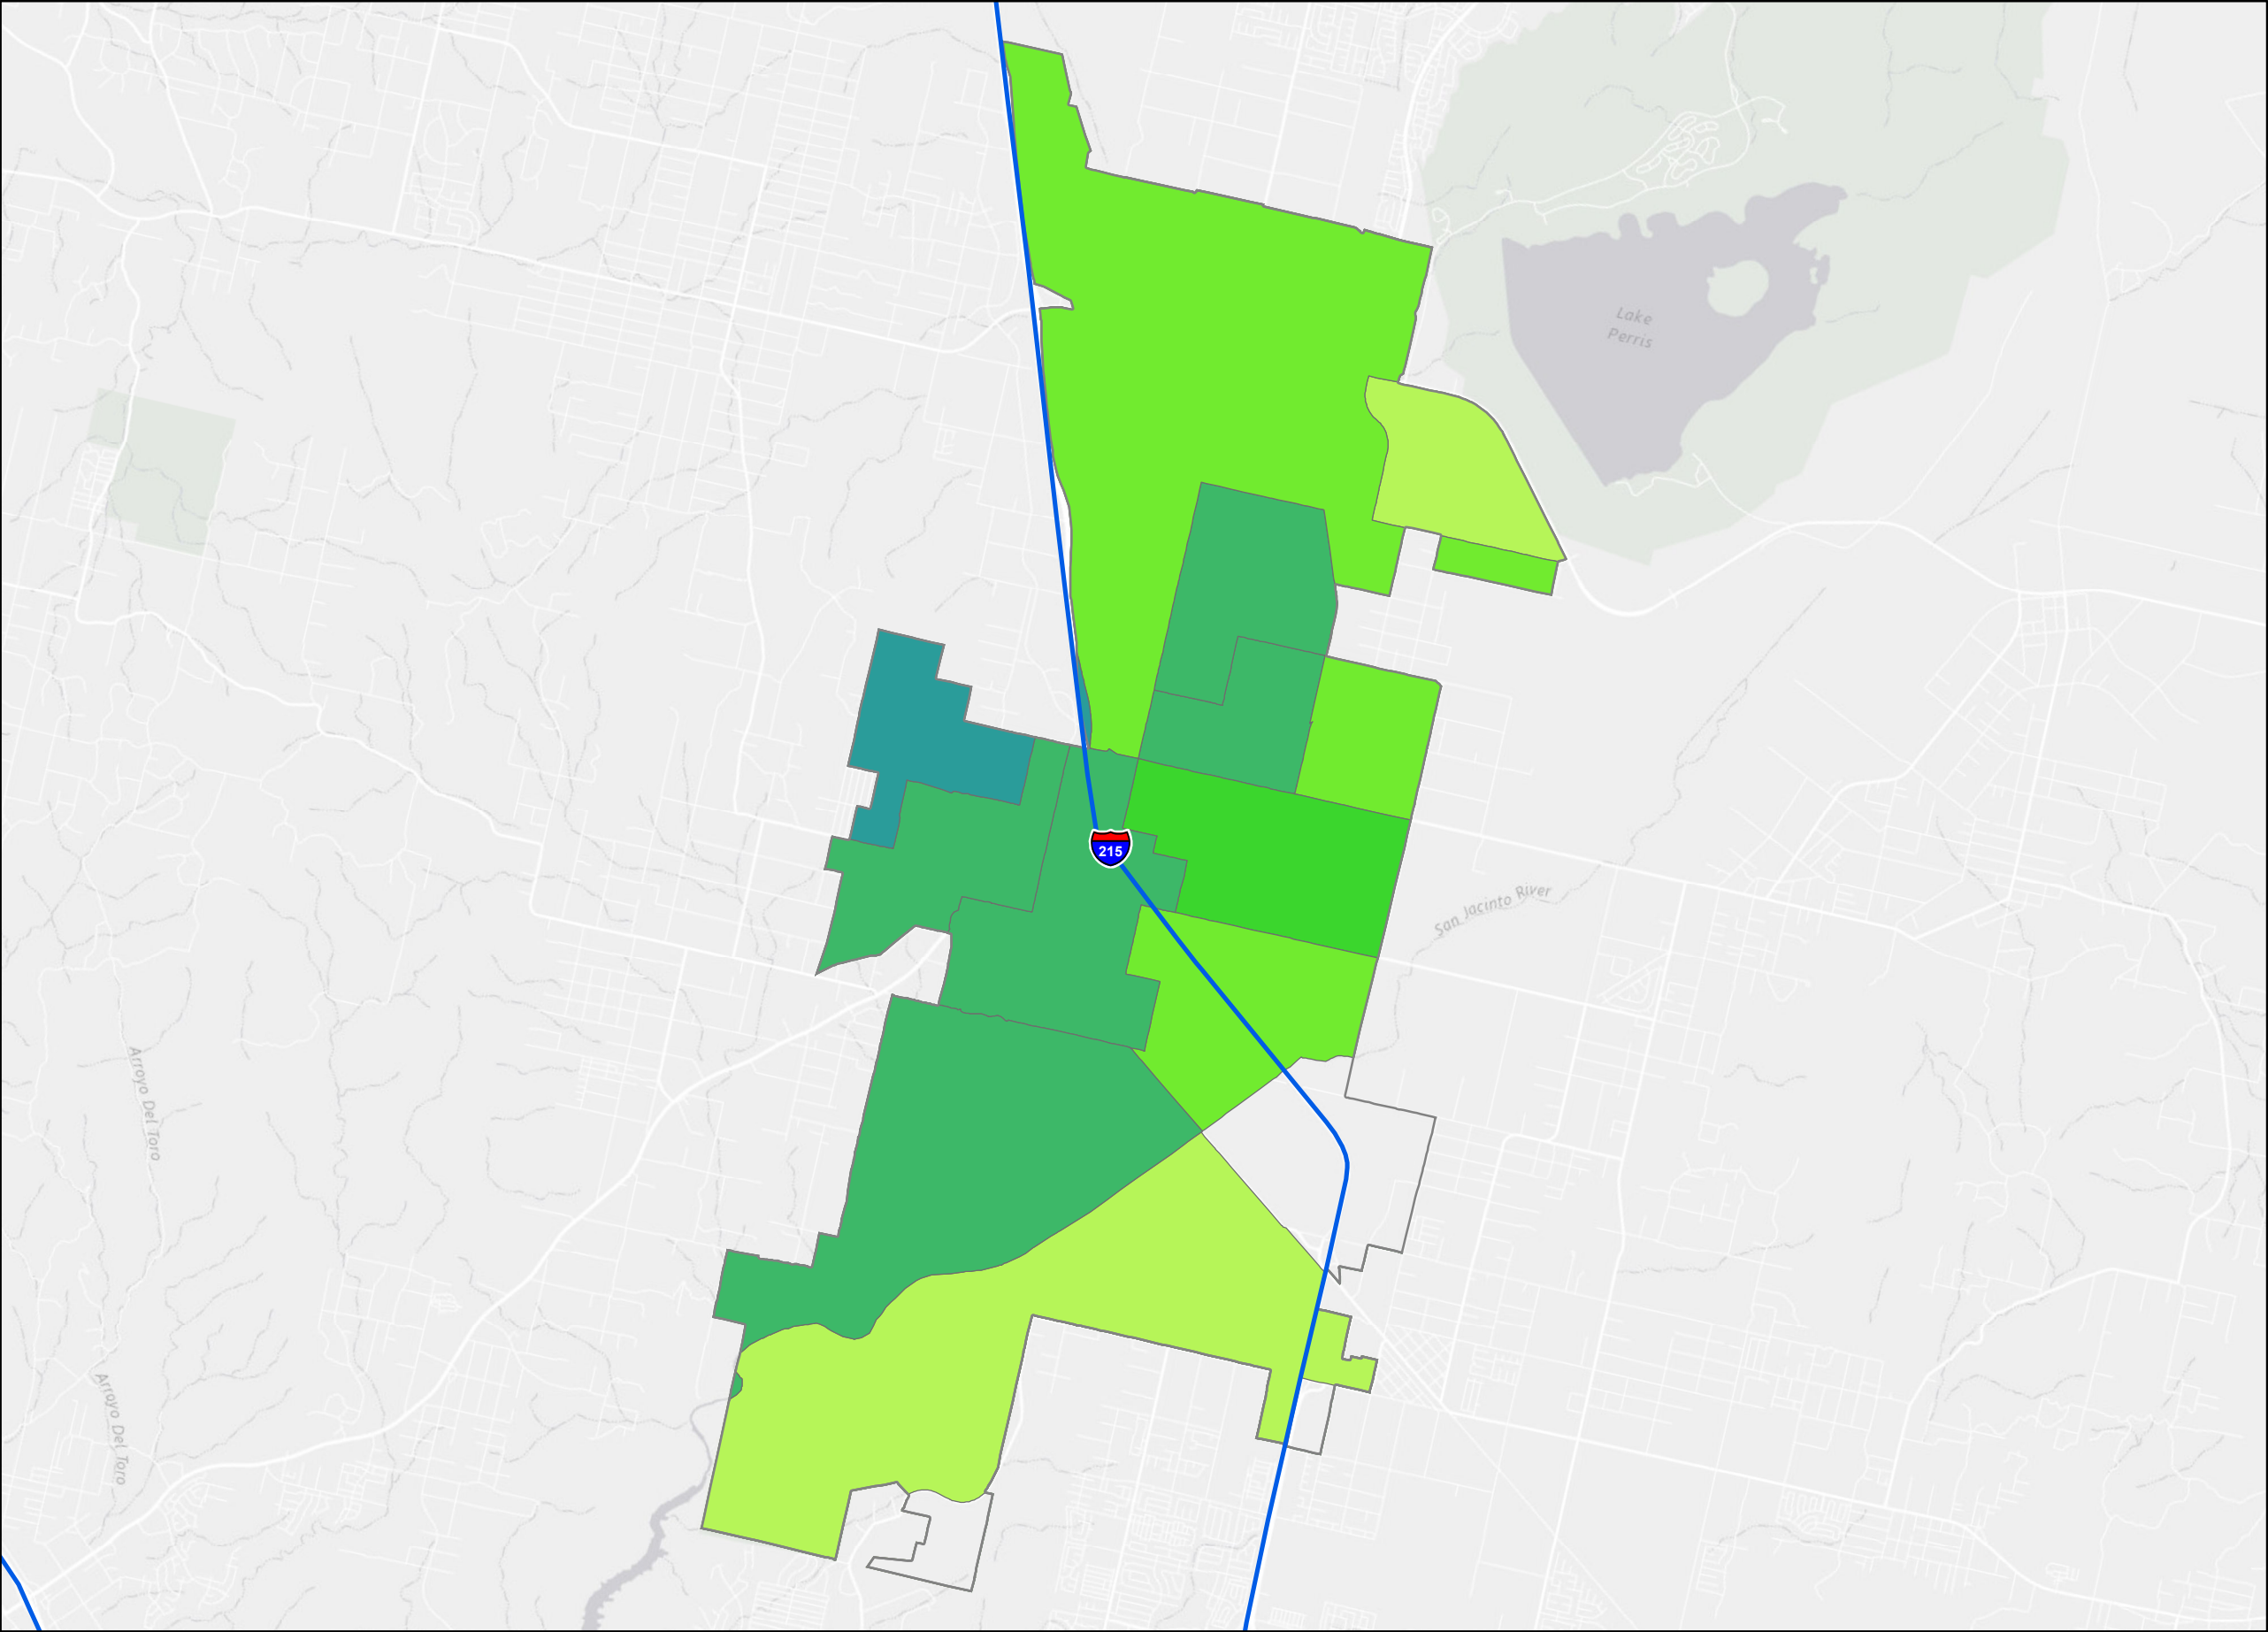 Lake
Perris
215
San Jacinto River
Arroyo Del Toro
Arroyo Del Toro